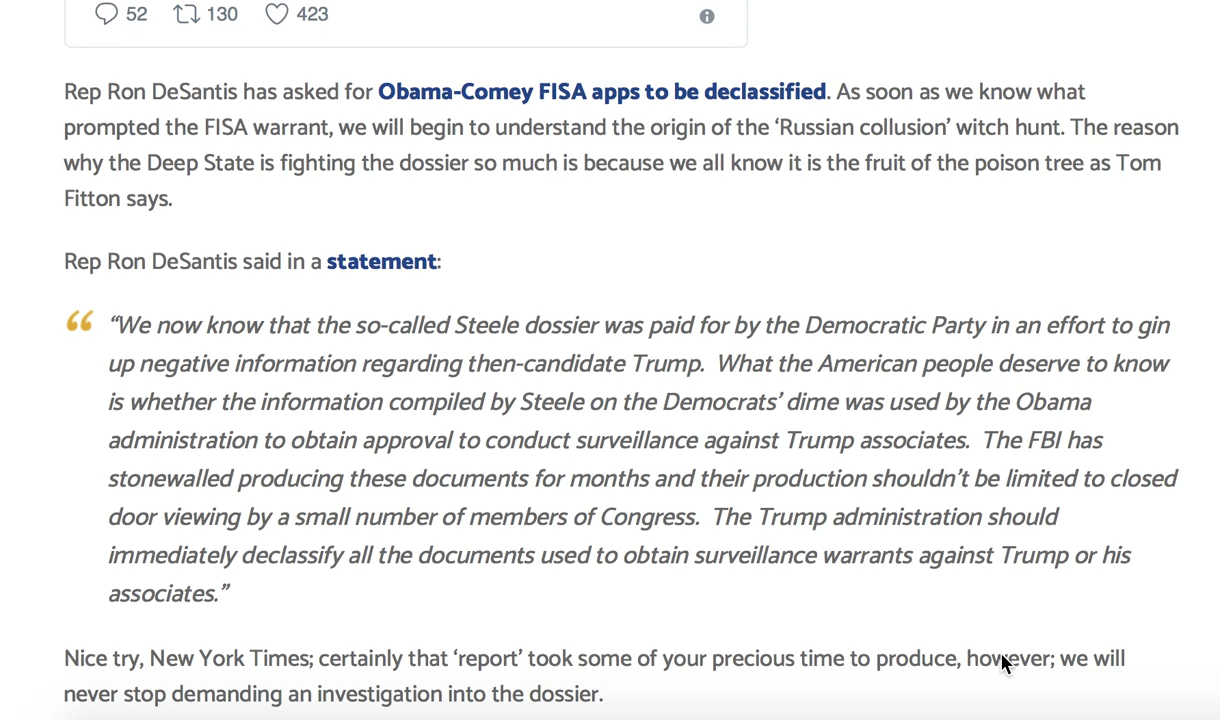 52 130 423
Rep Ron DeSantis has asked for Obama-Comey FISA apps to be declassified. As soon as we know what
prompted the FISA warrant, we will begin to understand the origin of the ‘Russian collusion’ witch hunt. The reason
why the Deep State is fighting the dossier so much is because we all know it is the fruit of the poison tree as Tom
Fitton says.
Rep Ron DeSantis said in a statement:
“We now know that the so-called Steele dossier was paid for by the Democratic Party in an effort to gin
up negative information regarding then-candidate Trump.  What the American people deserve to know
is whether the information compiled by Steele on the Democrats’ dime was used by the Obama
administration to obtain approval to conduct surveillance against Trump associates.  The FBI has
stonewalled producing these documents for months and their production shouldn’t be limited to closed
door viewing by a small number of members of Congress.  The Trump administration should
immediately declassify all the documents used to obtain surveillance warrants against Trump or his
associates.”
Nice try, New York Times; certainly that ‘report’ took some of your precious time to produce, however; we will
never stop demanding an investigation into the dossier.